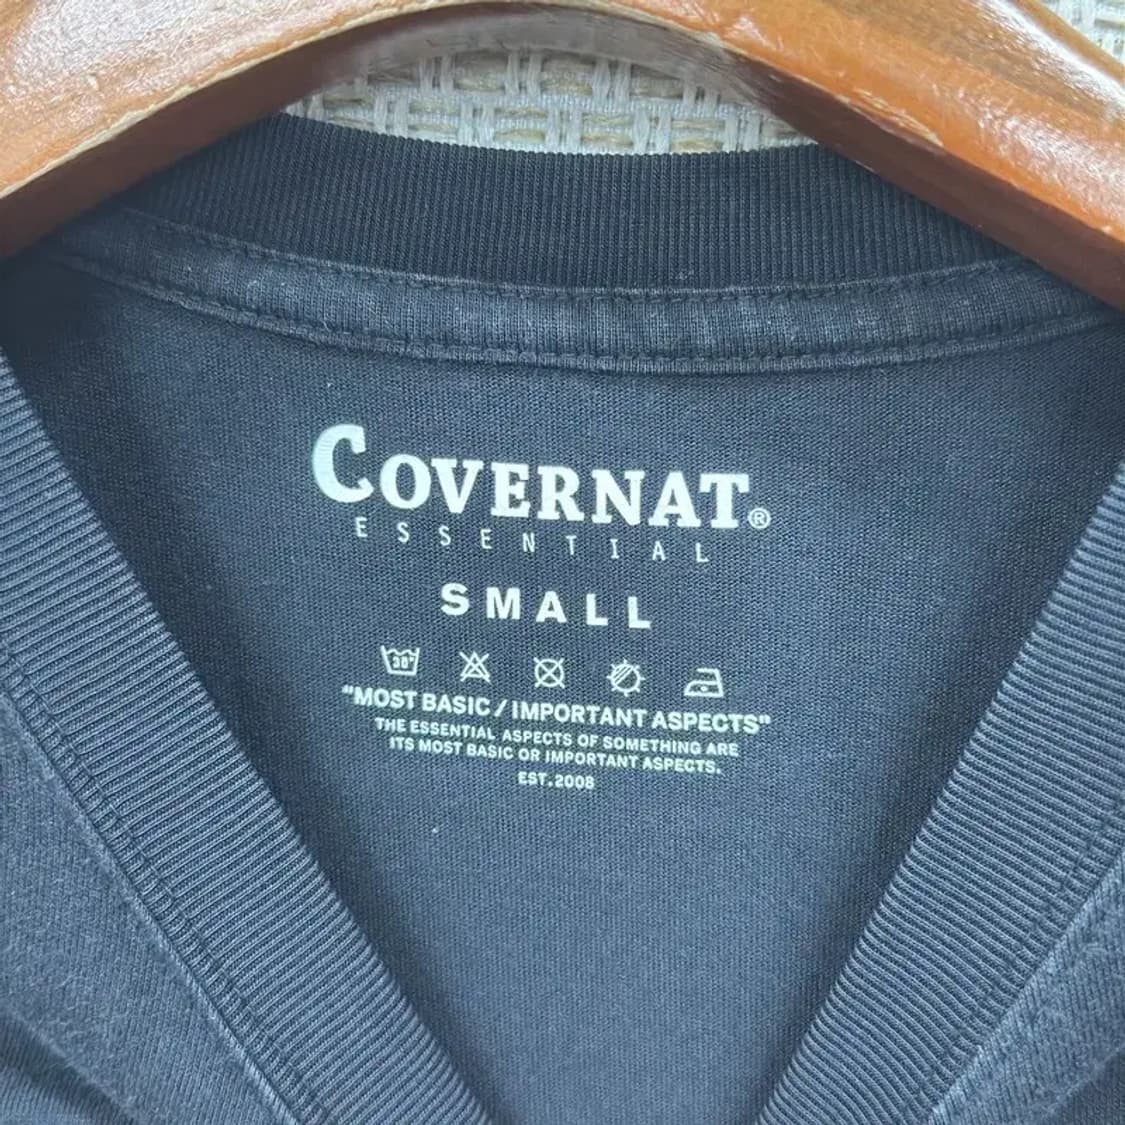 COVERNAT®
ESSENTIAL
SMALL
30°
"MOST BASIC / IMPORTANT ASPECTS"
THE ESSENTIAL ASPECTS OF SOMETHING ARE
ITS MOST BASIC OR IMPORTANT ASPECTS.
EST.2008